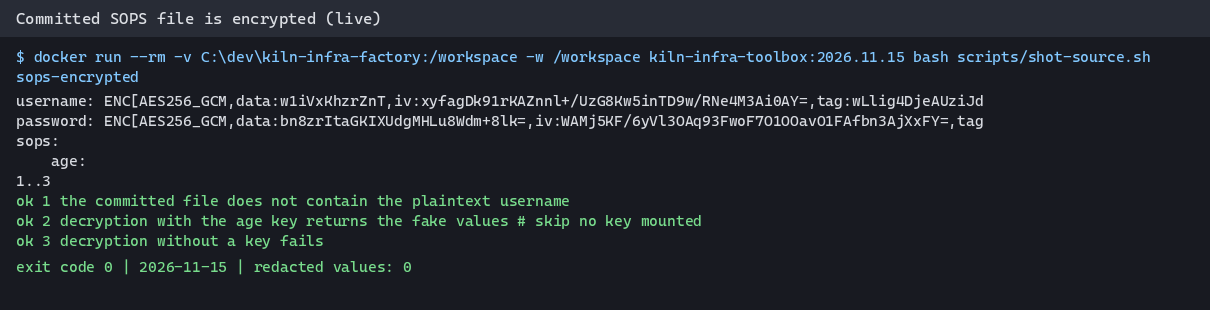 Committed SOPS file is encrypted (live)
$ docker run --rm -v C:\dev\kiln-infra-factory:/workspace -w /workspace kiln-infra-toolbox:2026.11.15 bash scripts/shot-source.sh
sops-encrypted
username: ENC[AES256_GCM,data:w1iVxKhzrZnT,iv:xyfagDk91rKAZnnl+/UzG8Kw5inTD9w/RNe4M3Ai0AY=,tag:wLlig4DjeAUziJd
password: ENC[AES256_GCM,data:bn8zrItaGKIXUdgMHLu8Wdm+8lk=,iv:WAMj5KF/6yVl3OAq93FwoF7O1OOavO1FAfbn3AjXxFY=,tag
sops:
    age:
1..3
ok 1 the committed file does not contain the plaintext username
ok 2 decryption with the age key returns the fake values # skip no key mounted
ok 3 decryption without a key fails
exit code 0 | 2026-11-15 | redacted values: 0